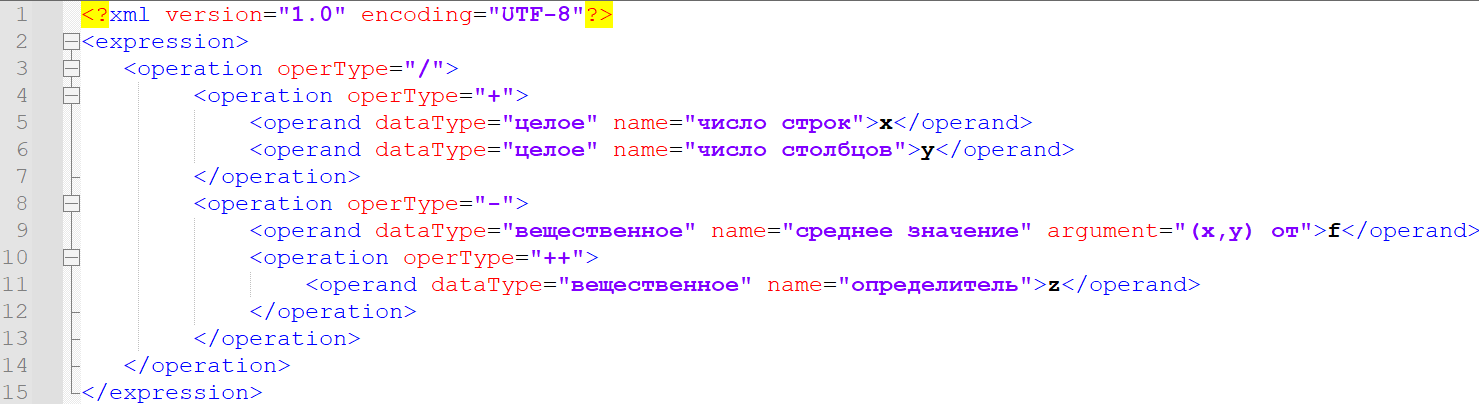 1 <?xml version="1.0" encoding="UTF-8"?>
2 <expression>
3 <operation operType="/">
4 <operation operType="+">
5 <operand dataType="целое" name="число строк">x</operand>
6 <operand dataType="целое" name="число столбцов">y</operand>
7 </operation>
8 <operation operType="-">
9 <operand dataType="вещественное" name="среднее значение" argument="(x,y) от">f</operand>
10 <operation operType="++">
11 <operand dataType="вещественное" name="определитель">z</operand>
12 </operation>
13 </operation>
14 </operation>
15 </expression>